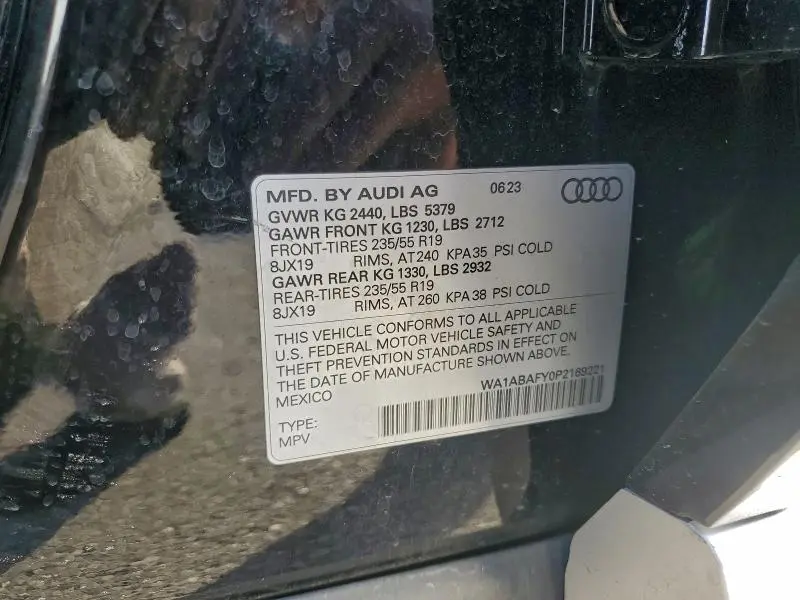 MFD. BY AUDI AG 0623
GVWR KG 2440, LBS 5379
GAWR FRONT KG 1230, LBS 2712
FRONT-TIRES 235/55 R19
8JX19 RIMS, AT 240 KPA 35 PSI COLD
GAWR REAR KG 1330, LBS 2932
REAR-TIRES 235/55 R19
8JX19 RIMS, AT 260 KPA 38 PSI COLD
THIS VEHICLE CONFORMS TO ALL APPLICABLE
U.S. FEDERAL MOTOR VEHICLE SAFETY AND
THEFT PREVENTION STANDARDS IN EFFECT ON
THE DATE OF MANUFACTURE SHOWN ABOVE.
MEXICO WA1ABAFY0P2169221
TYPE:
MPV